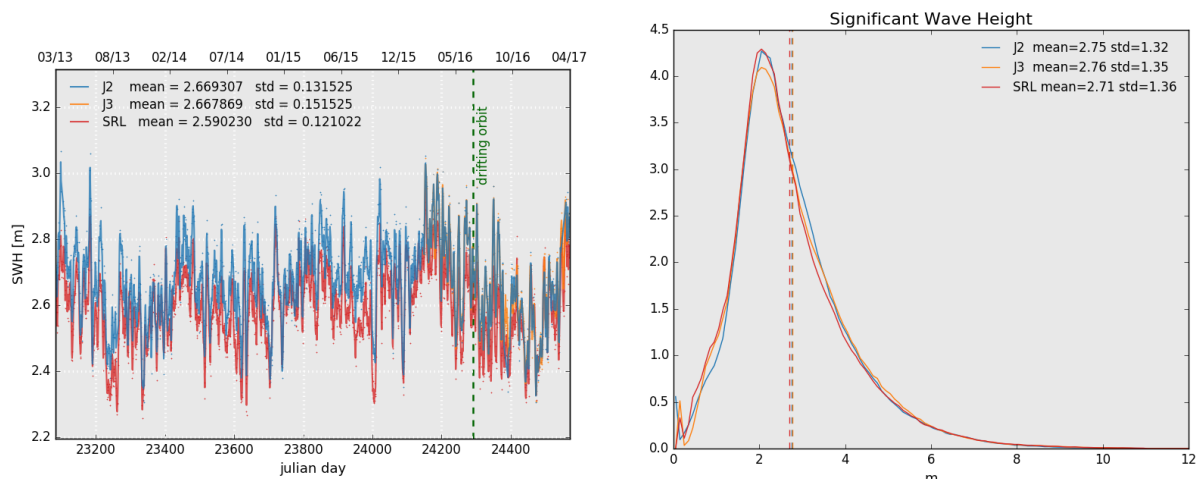 03/13 08/13 02/14 07/14 01/15 06/15 12/15 05/16 10/16 04/17
J2 mean = 2.669307 std = 0.131525
J3 mean = 2.667869 std = 0.151525
SRL mean = 2.590230 std = 0.121022
drifting orbit
SWH [m]
3.2
3.0
2.8
2.6
2.4
2.2
23200 23400 23600 23800 24000 24200 24400
julian day
Significant Wave Height
J2 mean=2.75 std=1.32
J3 mean=2.76 std=1.35
SRL mean=2.71 std=1.36
4.5
4.0
3.5
3.0
2.5
2.0
1.5
1.0
0.5
0.0
0 2 4 6 8 10 12
m